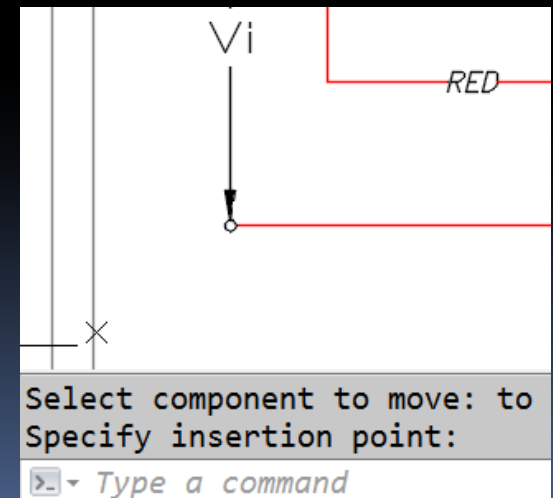 Vi
RED
Select component to move: to
Specify insertion point:
Type a command